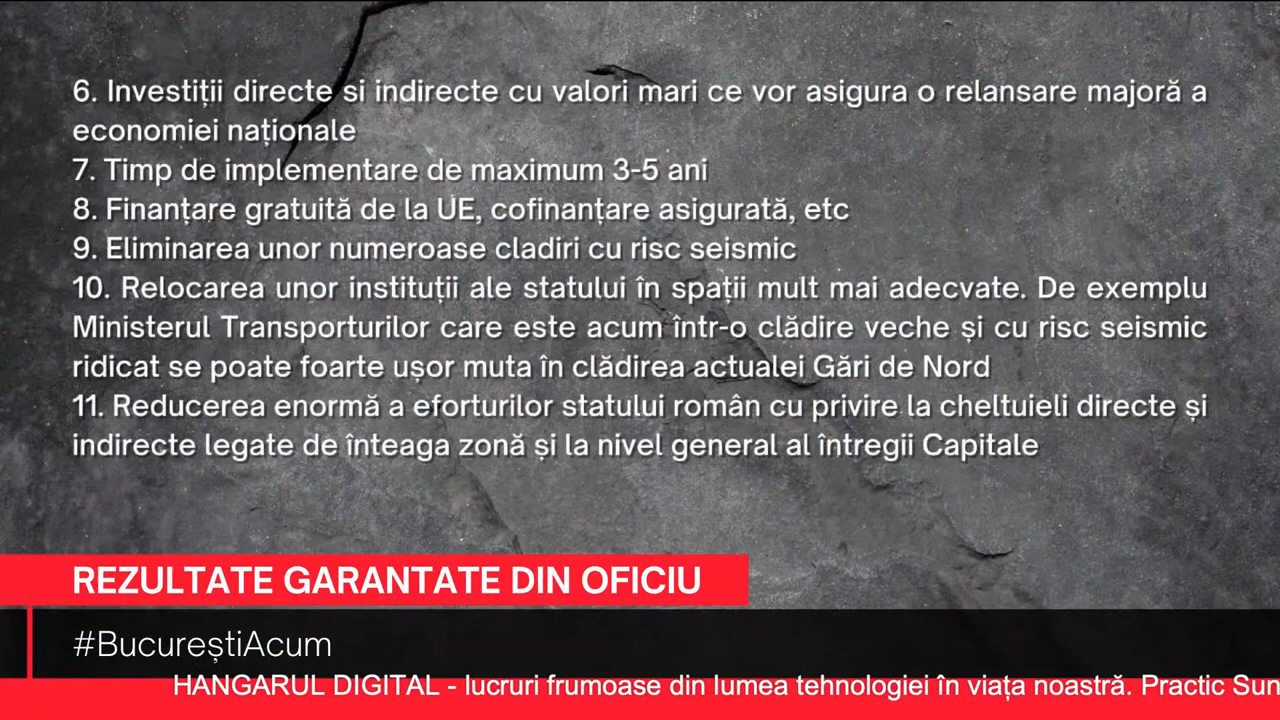 6. Investiții directe si indirecte cu valori mari ce vor asigura o relansare majoră a
economiei naționale
7. Timp de implementare de maximum 3-5 ani
8. Finanțare gratuită de la UE, cofinanțare asigurată, etc
9. Eliminarea unor numeroase cladiri cu risc seismic
10. Relocarea unor instituții ale statului în spații mult mai adecvate. De exemplu
Ministerul Transporturilor care este acum într-o clădire veche și cu risc seismic
ridicat se poate foarte ușor muta în clădirea actualei Gări de Nord
11. Reducerea enormă a eforturilor statului român cu privire la cheltuieli directe și
indirecte legate de înteaga zonă și la nivel general al întregii Capitale
REZULTATE GARANTATE DIN OFICIU
#BucureștiAcum
HANGARUL DIGITAL - lucruri frumoase din lumea tehnologiei în viața noastră. Practic Sun